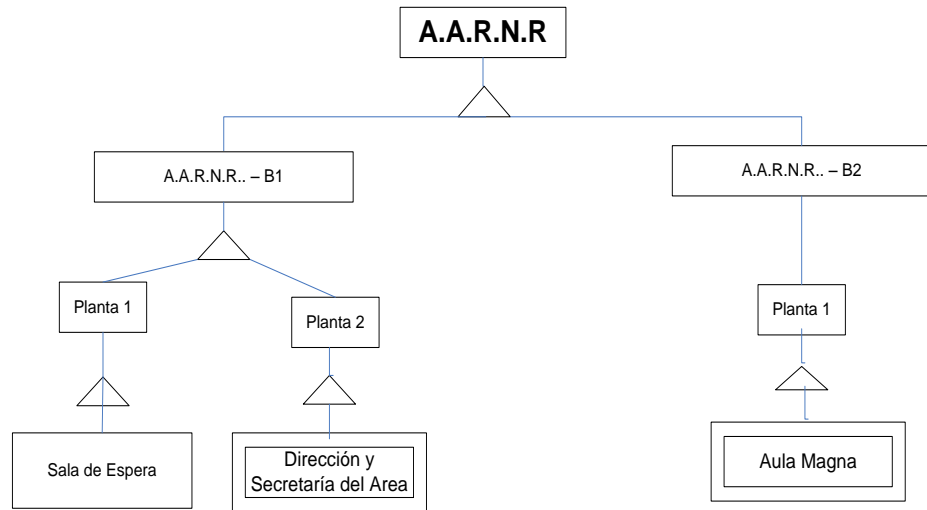 A.A.R.N.R
A.A.R.N.R.. – B1
A.A.R.N.R.. – B2
Planta 1
Planta 2
Planta 1
Sala de Espera
Dirección y
Secretaría del Area
Aula Magna